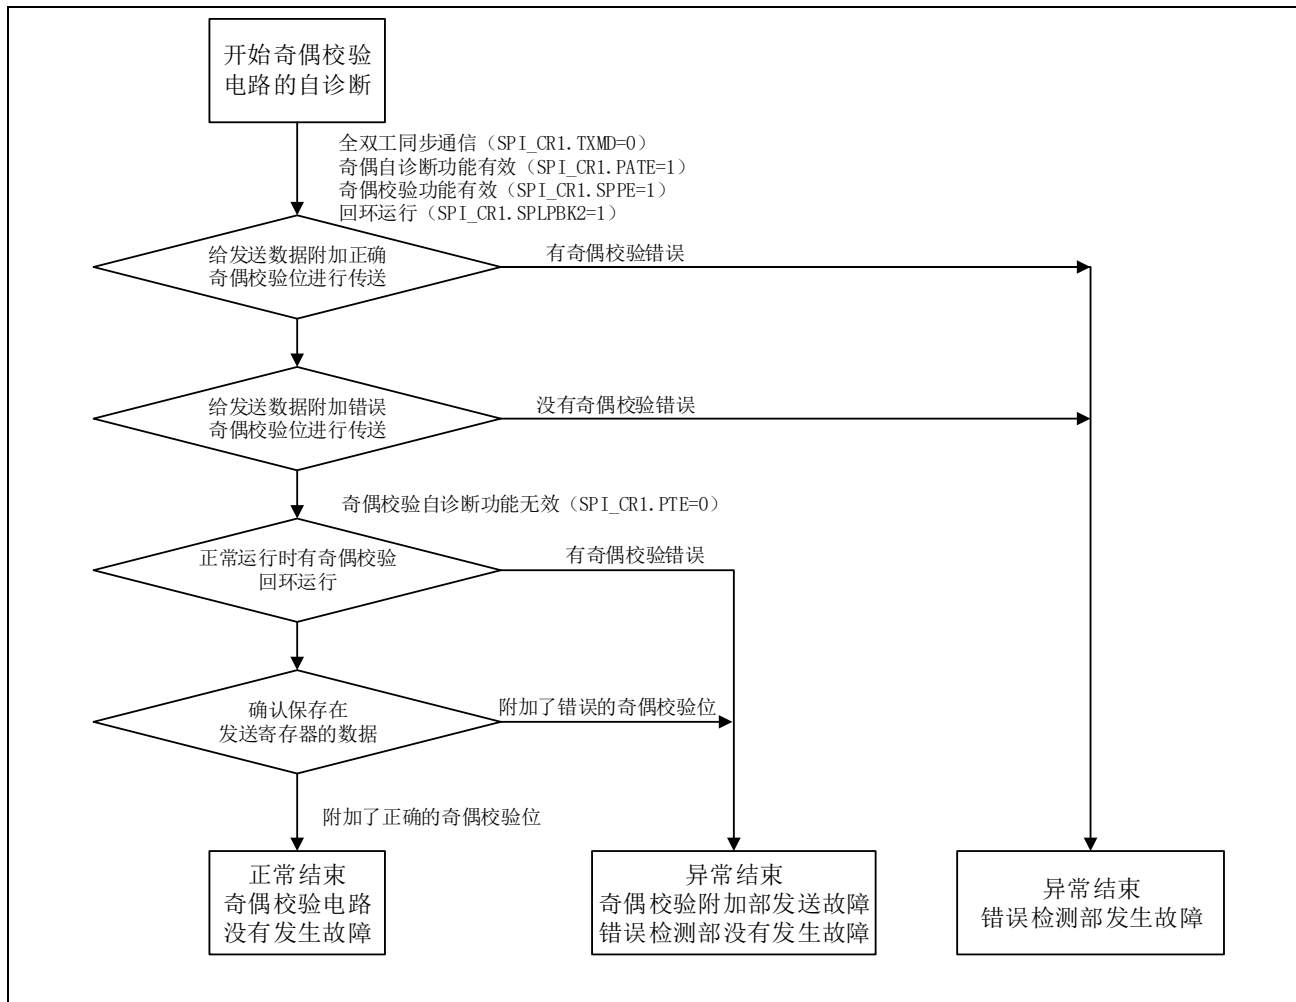 开始奇偶校验
电路的自诊断
全双工同步通信（SPI_CR1.TXMD=0）
奇偶自诊断功能有效（SPI_CR1.PATE=1）
奇偶校验功能有效（SPI_CR1.SPPE=1）
回环运行（SPI_CR1.SPLPBK2=1）
给发送数据附加正确
奇偶校验位进行传送
有奇偶校验错误
给发送数据附加错误
奇偶校验位进行传送
没有奇偶校验错误
奇偶校验自诊断功能无效（SPI_CR1.PTE=0）
正常运行时有奇偶校验
回环运行
有奇偶校验错误
确认保存在
发送寄存器的数据
附加了错误的奇偶校验位
附加了正确的奇偶校验位
正常结束
奇偶校验电路
没有发生故障
异常结束
奇偶校验附加部发送故障
错误检测部没有发生故障
异常结束
错误检测部发生故障